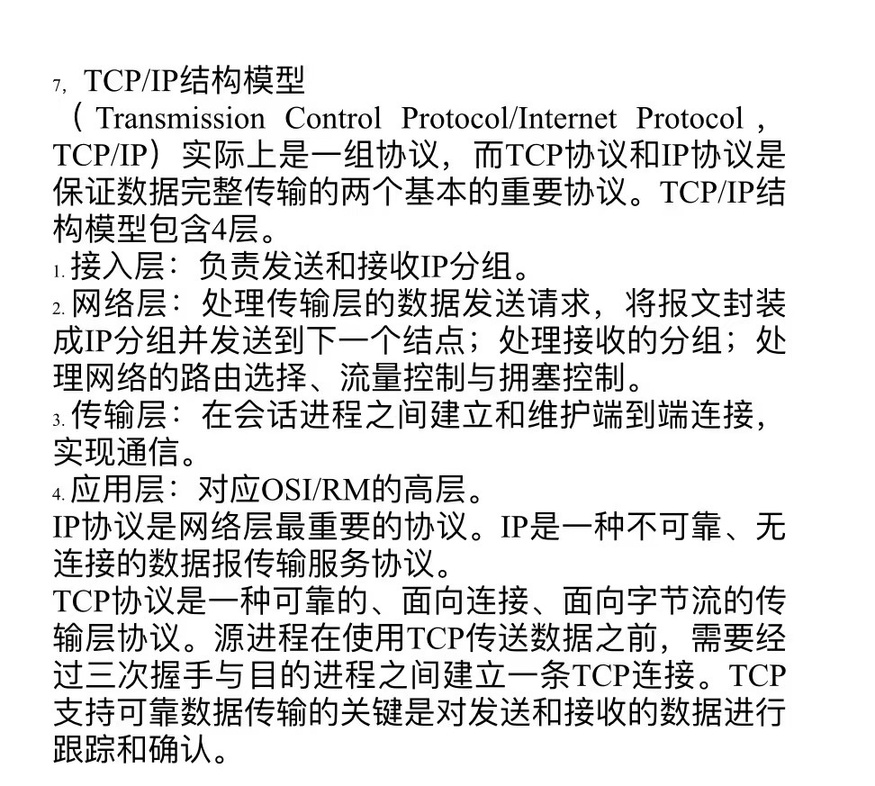 7，TCP/IP结构模型
（Transmission Control Protocol/Internet Protocol，
TCP/IP）实际上是一组协议，而TCP协议和IP协议是
保证数据完整传输的两个基本的重要协议。TCP/IP结
构模型包含4层。
1. 接入层：负责发送和接收IP分组。
2. 网络层：处理传输层的数据发送请求，将报文封装
成IP分组并发送到下一个结点；处理接收的分组；处
理网络的路由选择、流量控制与拥塞控制。
3. 传输层：在会话进程之间建立和维护端到端连接，
实现通信。
4. 应用层：对应OSI/RM的高层。
IP协议是网络层最重要的协议。IP是一种不可靠、无
连接的数据报传输服务协议。
TCP协议是一种可靠的、面向连接、面向字节流的传
输层协议。源进程在使用TCP传送数据之前，需要经
过三次握手与目的进程之间建立一条TCP连接。TCP
支持可靠数据传输的关键是对发送和接收的数据进行
跟踪和确认。